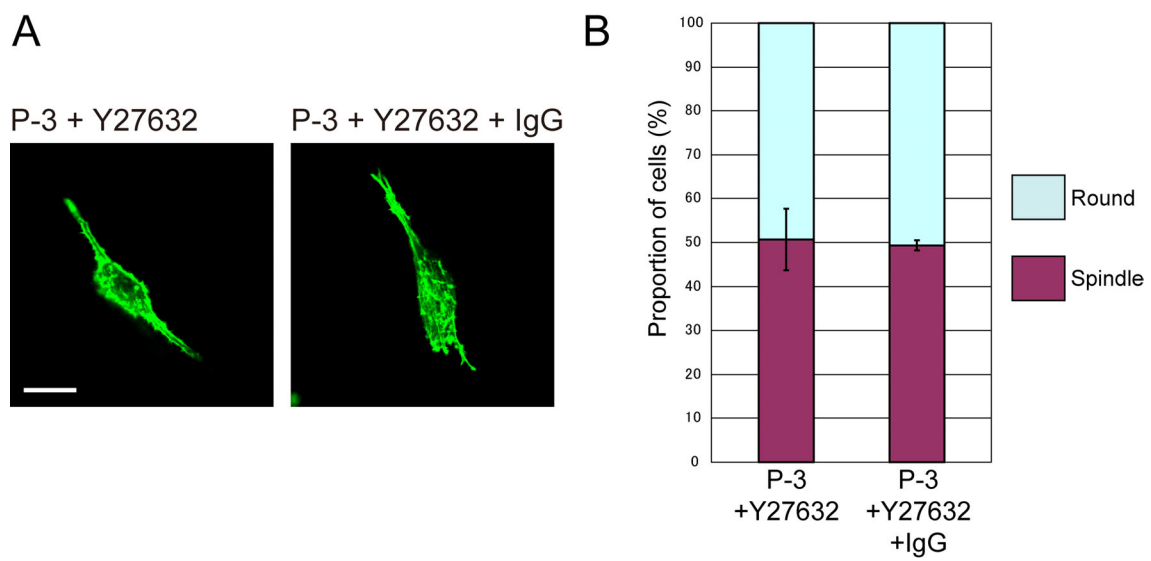 A
P-3 + Y27632
P-3 + Y27632 + IgG
B
Proportion of cells (%)
100
90
80
70
60
50
40
30
20
10
0
P-3
+Y27632
P-3
+Y27632
+IgG
Round
Spindle